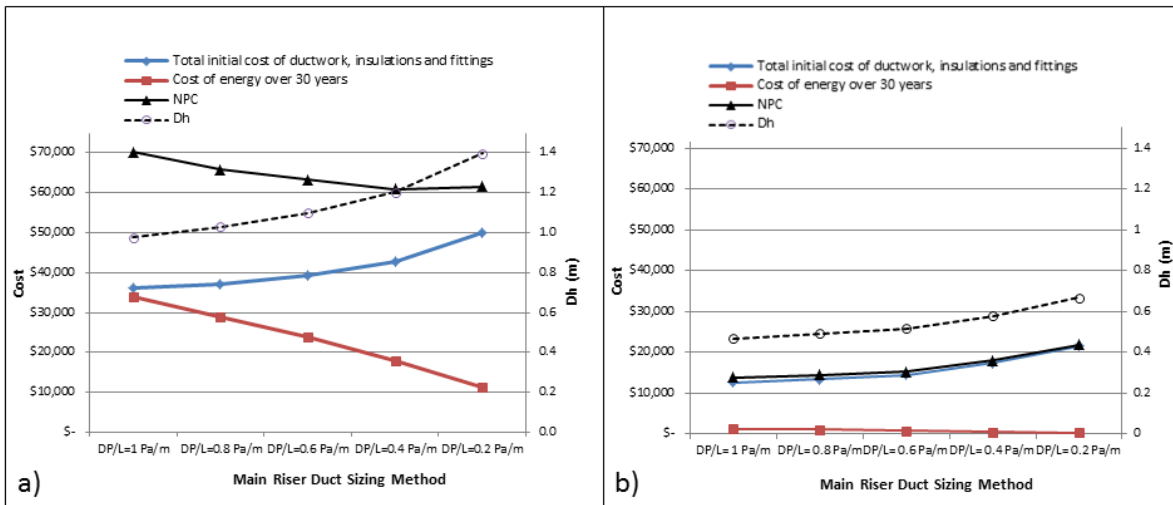 Total initial cost of ductwork, insulations and fittings
Cost of energy over 30 years
NPC
Dh
$70,000
$60,000
$50,000
$40,000
$30,000
$20,000
$10,000
$-
Cost
1.4
1.2
1.0
0.8
0.6
0.4
0.2
0.0
Dh (m)
DP/L=1 Pa/m DP/L=0.8 Pa/m DP/L=0.6 Pa/m DP/L=0.4 Pa/m DP/L=0.2 Pa/m
Main Riser Duct Sizing Method
a)
Total initial cost of ductwork, insulations and fittings
Cost of energy over 30 years
NPC
Dh
$70,000
$60,000
$50,000
$40,000
$30,000
$20,000
$10,000
$-
Cost
1.4
1.2
1
0.8
0.6
0.4
0.2
0
Dh (m)
DP/L= 1 Pa/m DP/L= 0.8 Pa/m DP/L= 0.6 Pa/m DP/L= 0.4 Pa/m DP/L= 0.2 Pa/m
Main Riser Duct Sizing Method
b)